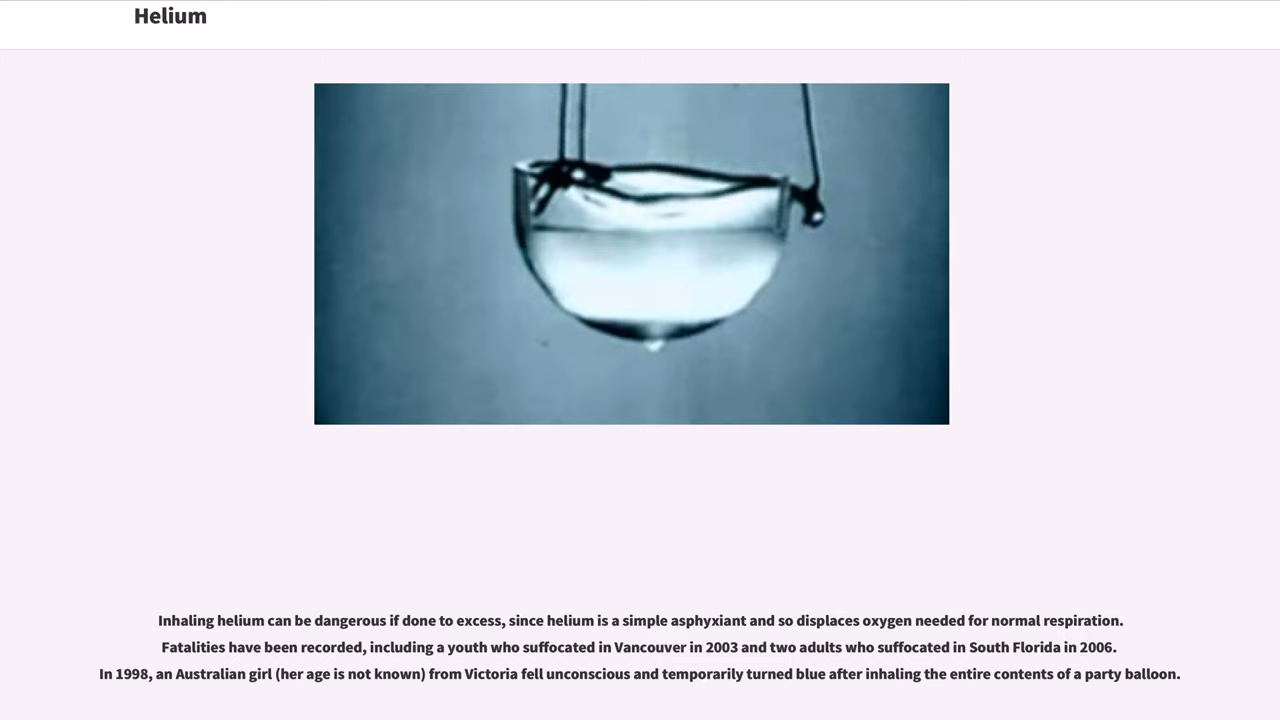 Helium
Inhaling helium can be dangerous if done to excess, since helium is a simple asphyxiant and so displaces oxygen needed for normal respiration.
Fatalities have been recorded, including a youth who suffocated in Vancouver in 2003 and two adults who suffocated in South Florida in 2006.
In 1998, an Australian girl (her age is not known) from Victoria fell unconscious and temporarily turned blue after inhaling the entire contents of a party balloon.